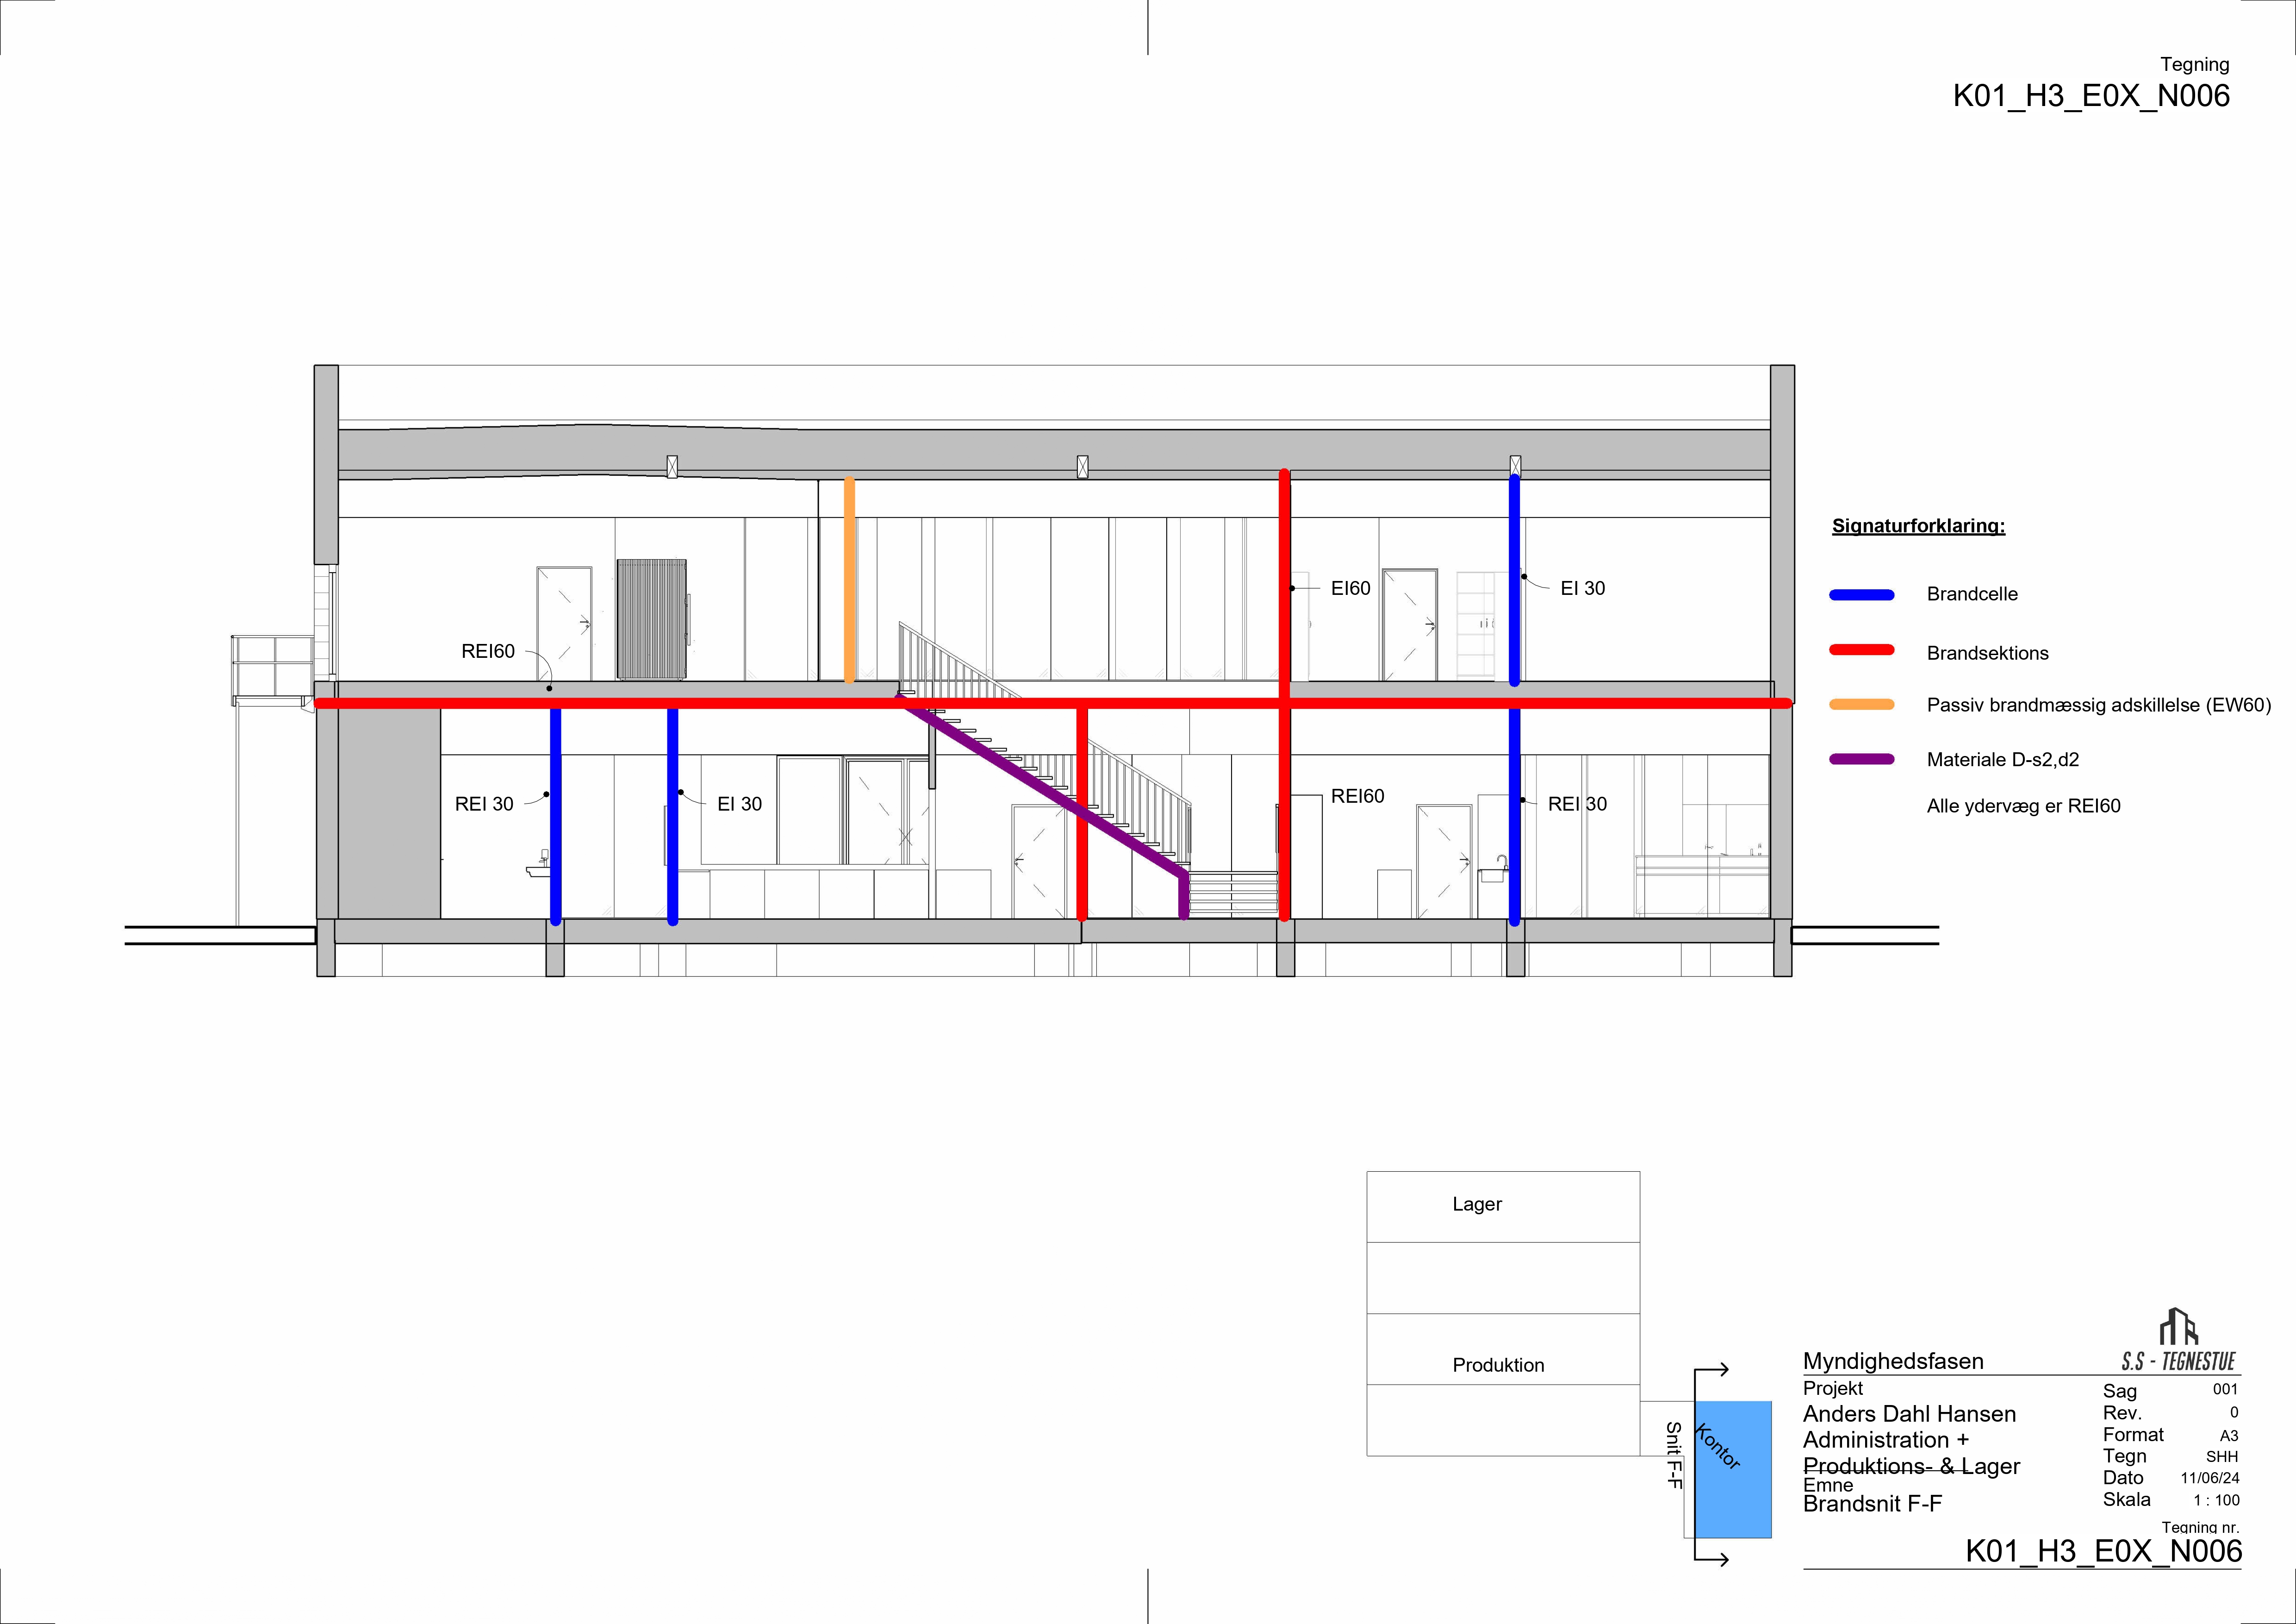 Tegning
K01_H3_E0X_N006
Signaturforklaring:
Brandcelle
Brandsektions
Passiv brandmæssig adskillelse (EW60)
Materiale D-s2,d2
Alle ydervæg er REI60
EI60
EI 30
REI60
REI 30
EI 30
REI60
REI 30
Lager
Produktion
Kontor
Snit F-F
S.S - TEGNESTUE
Myndighedsfasen
Projekt
Anders Dahl Hansen
Administration +
Produktions- & Lager
Emne
Brandsnit F-F
Sag 001
Rev. 0
Format A3
Tegn SHH
Dato 11/06/24
Skala 1 : 100
Tegning nr.
K01_H3_E0X_N006